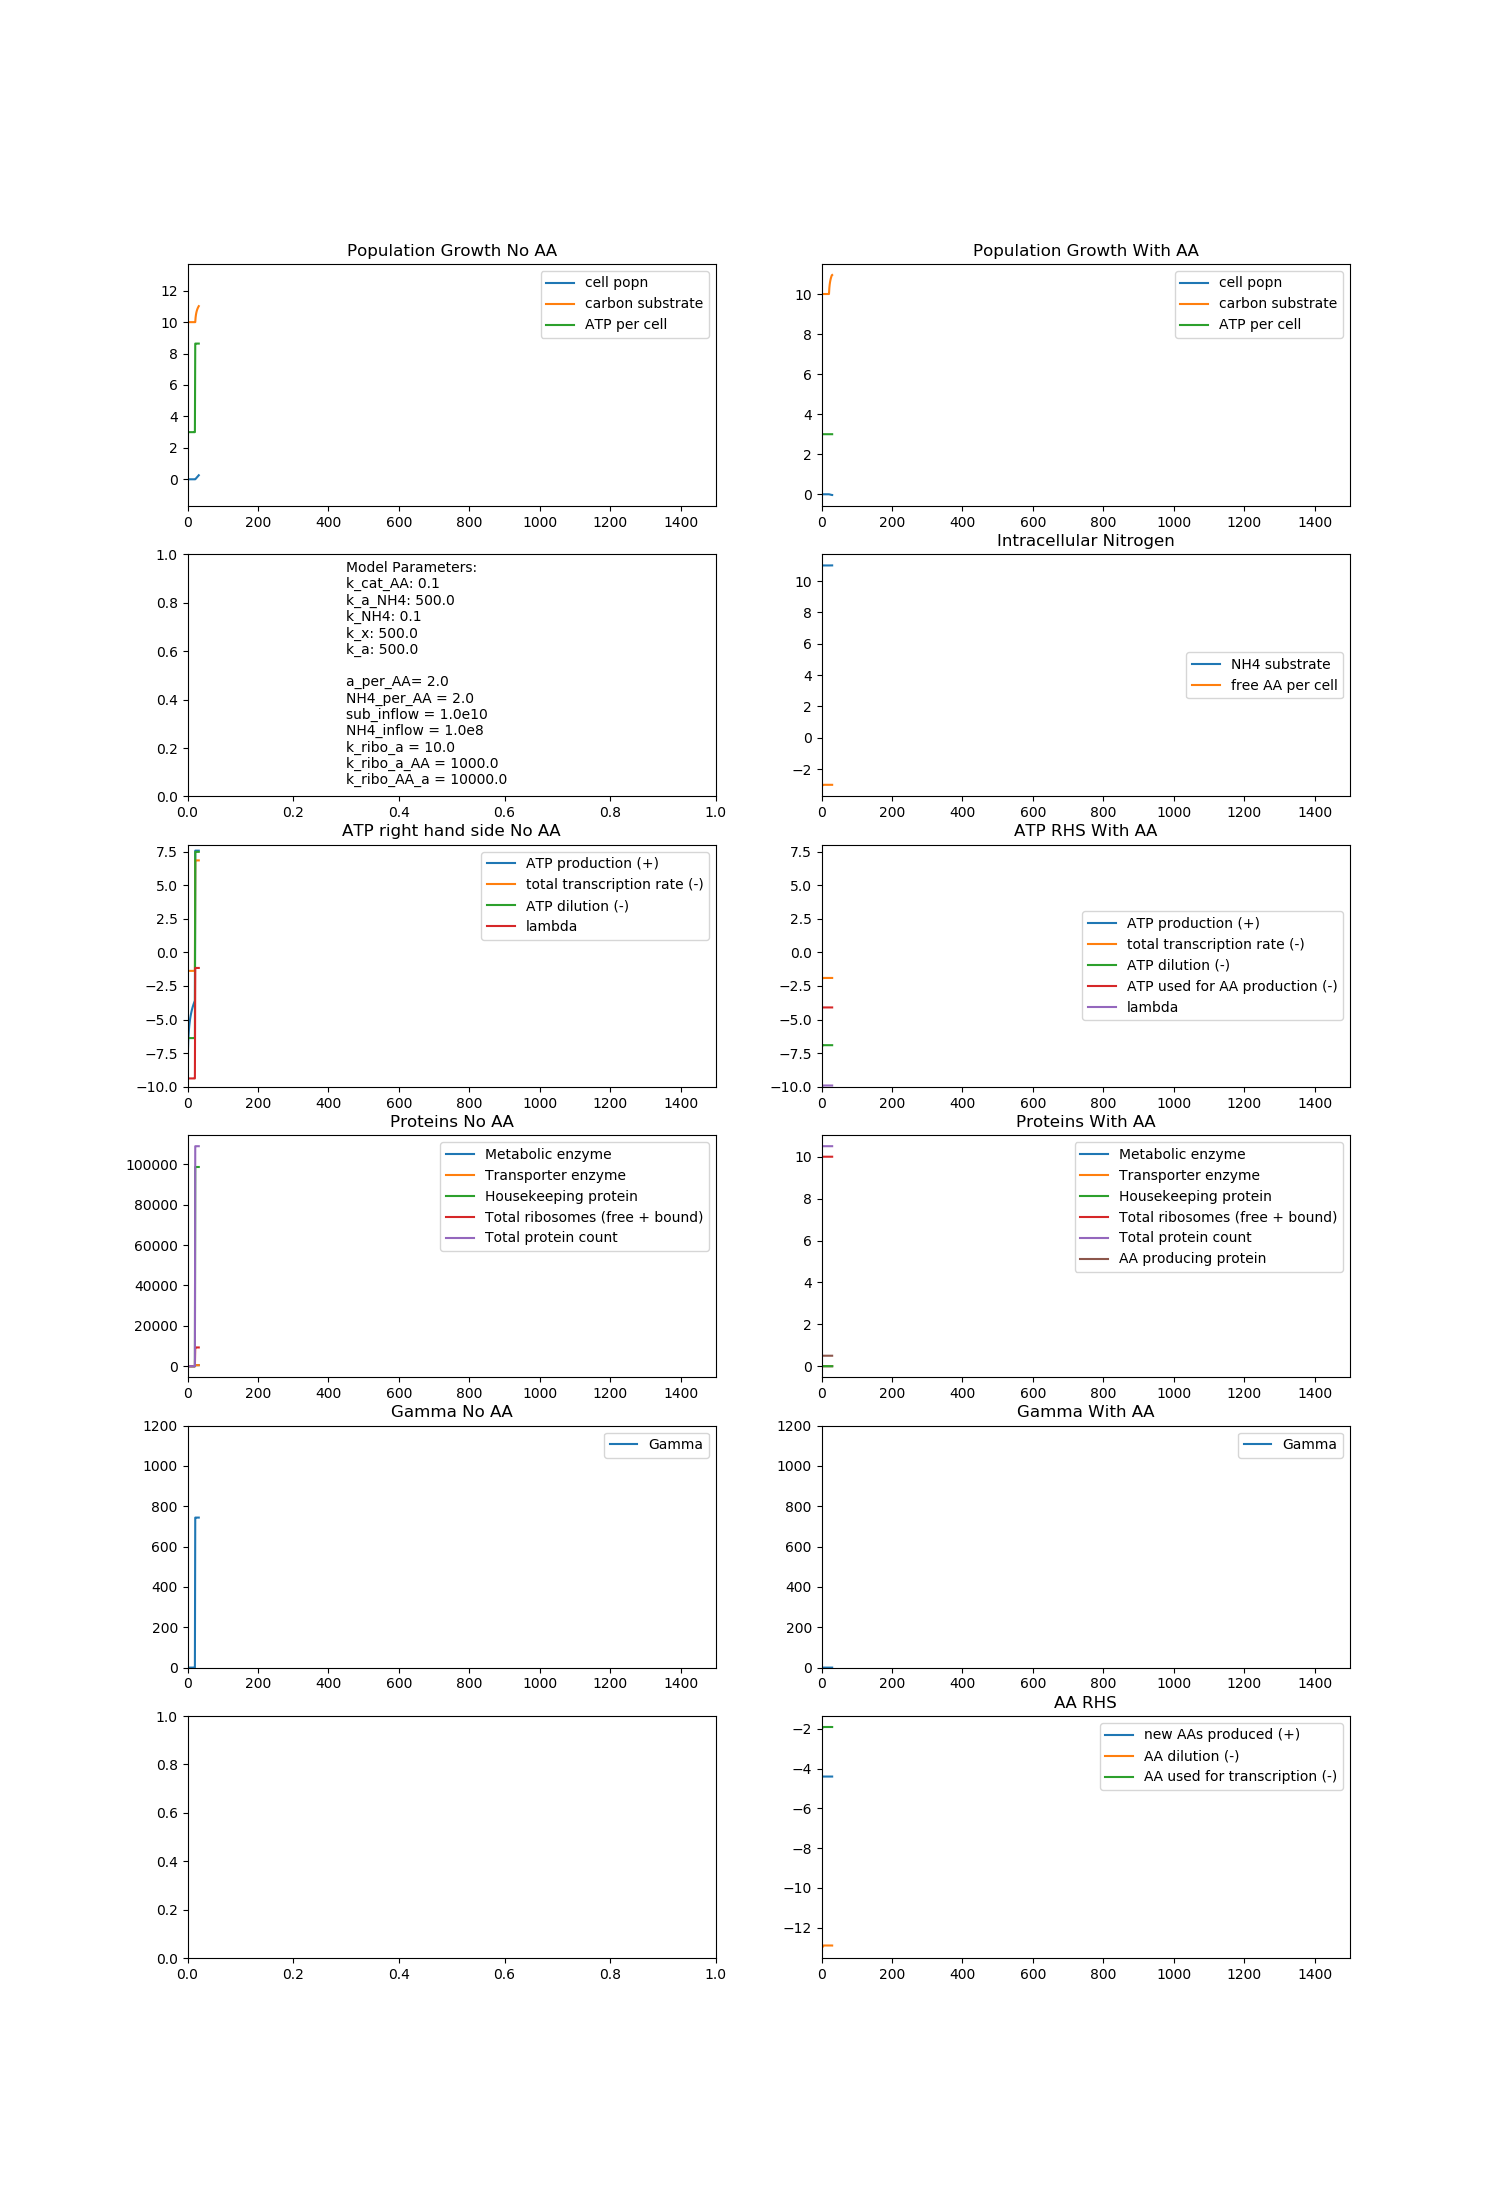 Population Growth No AA
12
10
8
6
4
2
0
cell popn
carbon substrate
ATP per cell
0 200 400 600 800 1000 1200 1400
Population Growth With AA
10
8
6
4
2
0
cell popn
carbon substrate
ATP per cell
0 200 400 600 800 1000 1200 1400
1.0
0.8
0.6
0.4
0.2
0.0
Model Parameters:
k_cat_AA: 0.1
k_a_NH4: 500.0
k_NH4: 0.1
k_x: 500.0
k_a: 500.0
a_per_AA= 2.0
NH4_per_AA = 2.0
sub_inflow = 1.0e10
NH4_inflow = 1.0e8
k_ribo_a = 10.0
k_ribo_a_AA = 1000.0
k_ribo_AA_a = 10000.0
0.0 0.2 0.4 0.6 0.8 1.0
Intracellular Nitrogen
10
8
6
4
2
0
−2
NH4 substrate
free AA per cell
0 200 400 600 800 1000 1200 1400
ATP right hand side No AA
7.5
5.0
2.5
0.0
−2.5
−5.0
−7.5
−10.0
ATP production (+)
total transcription rate (-)
ATP dilution (-)
lambda
0 200 400 600 800 1000 1200 1400
ATP RHS With AA
7.5
5.0
2.5
0.0
−2.5
−5.0
−7.5
−10.0
ATP production (+)
total transcription rate (-)
ATP dilution (-)
ATP used for AA production (-)
lambda
0 200 400 600 800 1000 1200 1400
Proteins No AA
100000
80000
60000
40000
20000
0
Metabolic enzyme
Transporter enzyme
Housekeeping protein
Total ribosomes (free + bound)
Total protein count
0 200 400 600 800 1000 1200 1400
Proteins With AA
10
8
6
4
2
0
Metabolic enzyme
Transporter enzyme
Housekeeping protein
Total ribosomes (free + bound)
Total protein count
AA producing protein
0 200 400 600 800 1000 1200 1400
Gamma No AA
1200
1000
800
600
400
200
0
Gamma
0 200 400 600 800 1000 1200 1400
Gamma With AA
1200
1000
800
600
400
200
0
Gamma
0 200 400 600 800 1000 1200 1400
1.0
0.8
0.6
0.4
0.2
0.0
0.0 0.2 0.4 0.6 0.8 1.0
AA RHS
−2
−4
−6
−8
−10
−12
new AAs produced (+)
AA dilution (-)
AA used for transcription (-)
0 200 400 600 800 1000 1200 1400